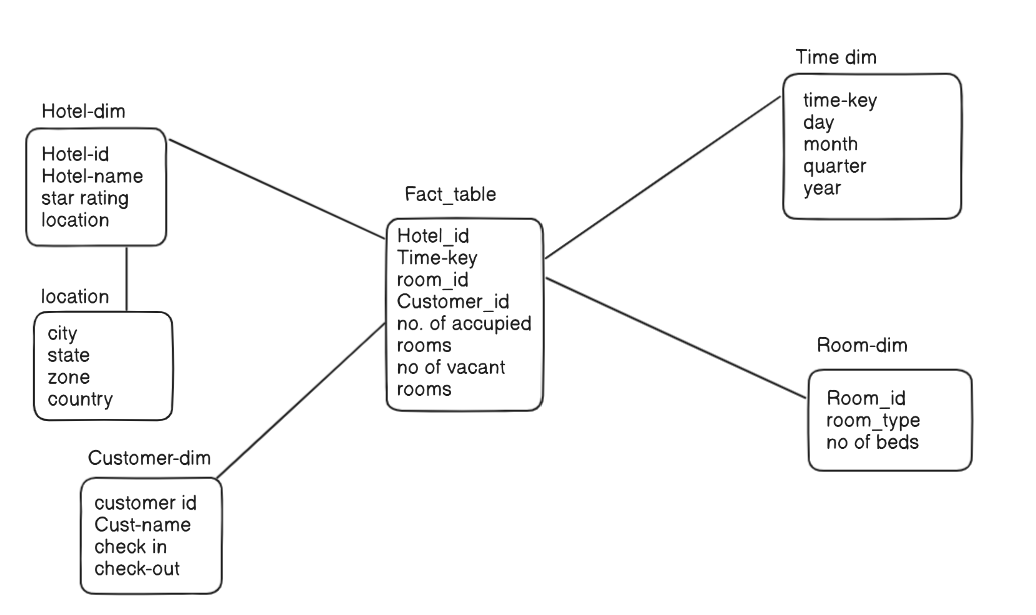 Time dim
time-key
day
month
quarter
year
Hotel-dim
Hotel-id
Hotel-name
star rating
location
Fact_table
Hotel_id
Time-key
room_id
Customer_id
no. of accupied
rooms
no of vacant
rooms
location
city
state
zone
country
Room-dim
Room_id
room_type
no of beds
Customer-dim
customer id
Cust-name
check in
check-out